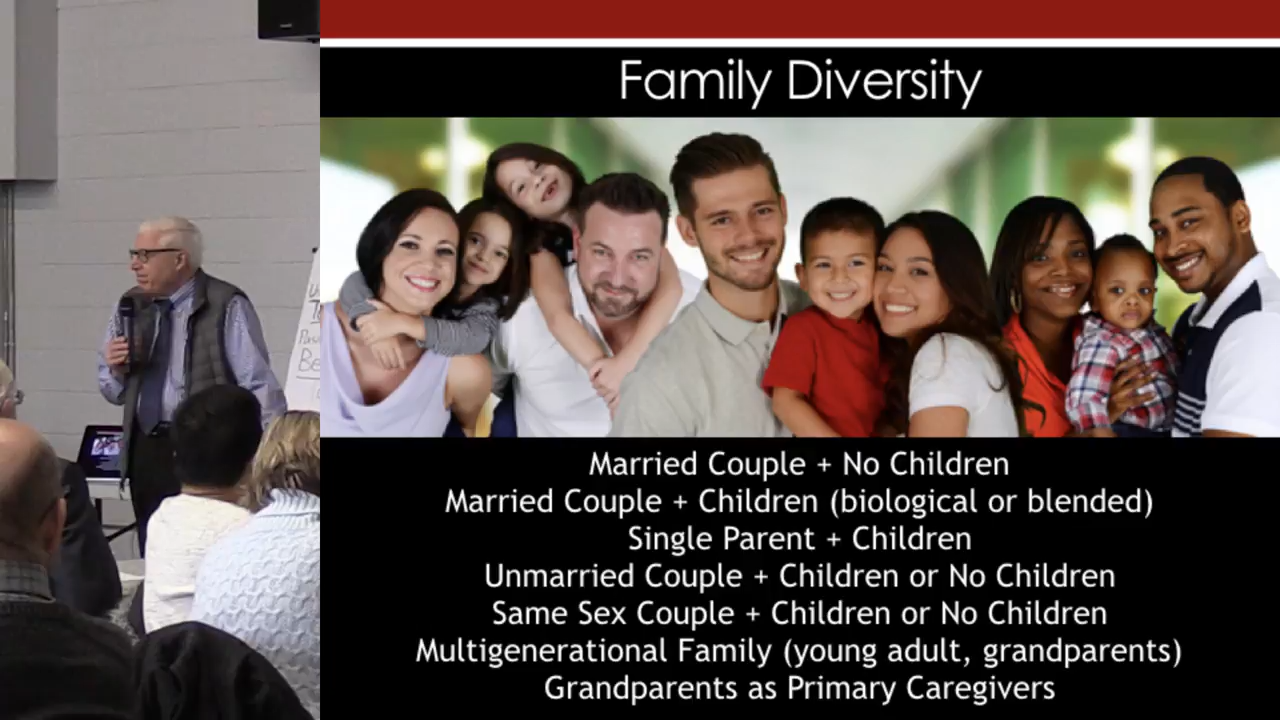 Family Diversity
Married Couple + No Children
Married Couple + Children (biological or blended)
Single Parent + Children
Unmarried Couple + Children or No Children
Same Sex Couple + Children or No Children
Multigenerational Family (young adult, grandparents)
Grandparents as Primary Caregivers